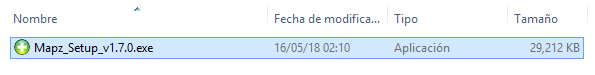 Nombre Fecha de modifica... Tipo Tamaño
Mapz_Setup_v1.7.0.exe 16/05/18 02:10 Aplicación 29,212 KB